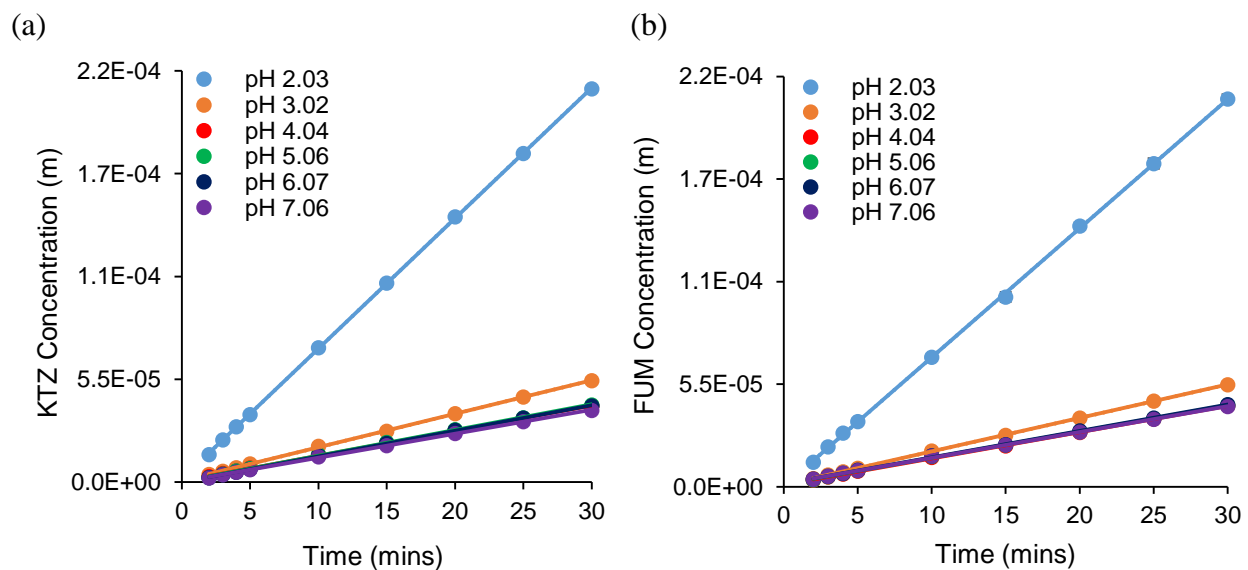 (a)
2.2E-04
1.7E-04
1.1E-04
5.5E-05
0.0E+00
KTZ Concentration (m)
pH 2.03
pH 3.02
pH 4.04
pH 5.06
pH 6.07
pH 7.06
0 5 10 15 20 25 30
Time (mins)
(b)
2.2E-04
1.7E-04
1.1E-04
5.5E-05
0.0E+00
FUM Concentration (m)
pH 2.03
pH 3.02
pH 4.04
pH 5.06
pH 6.07
pH 7.06
0 5 10 15 20 25 30
Time (mins)